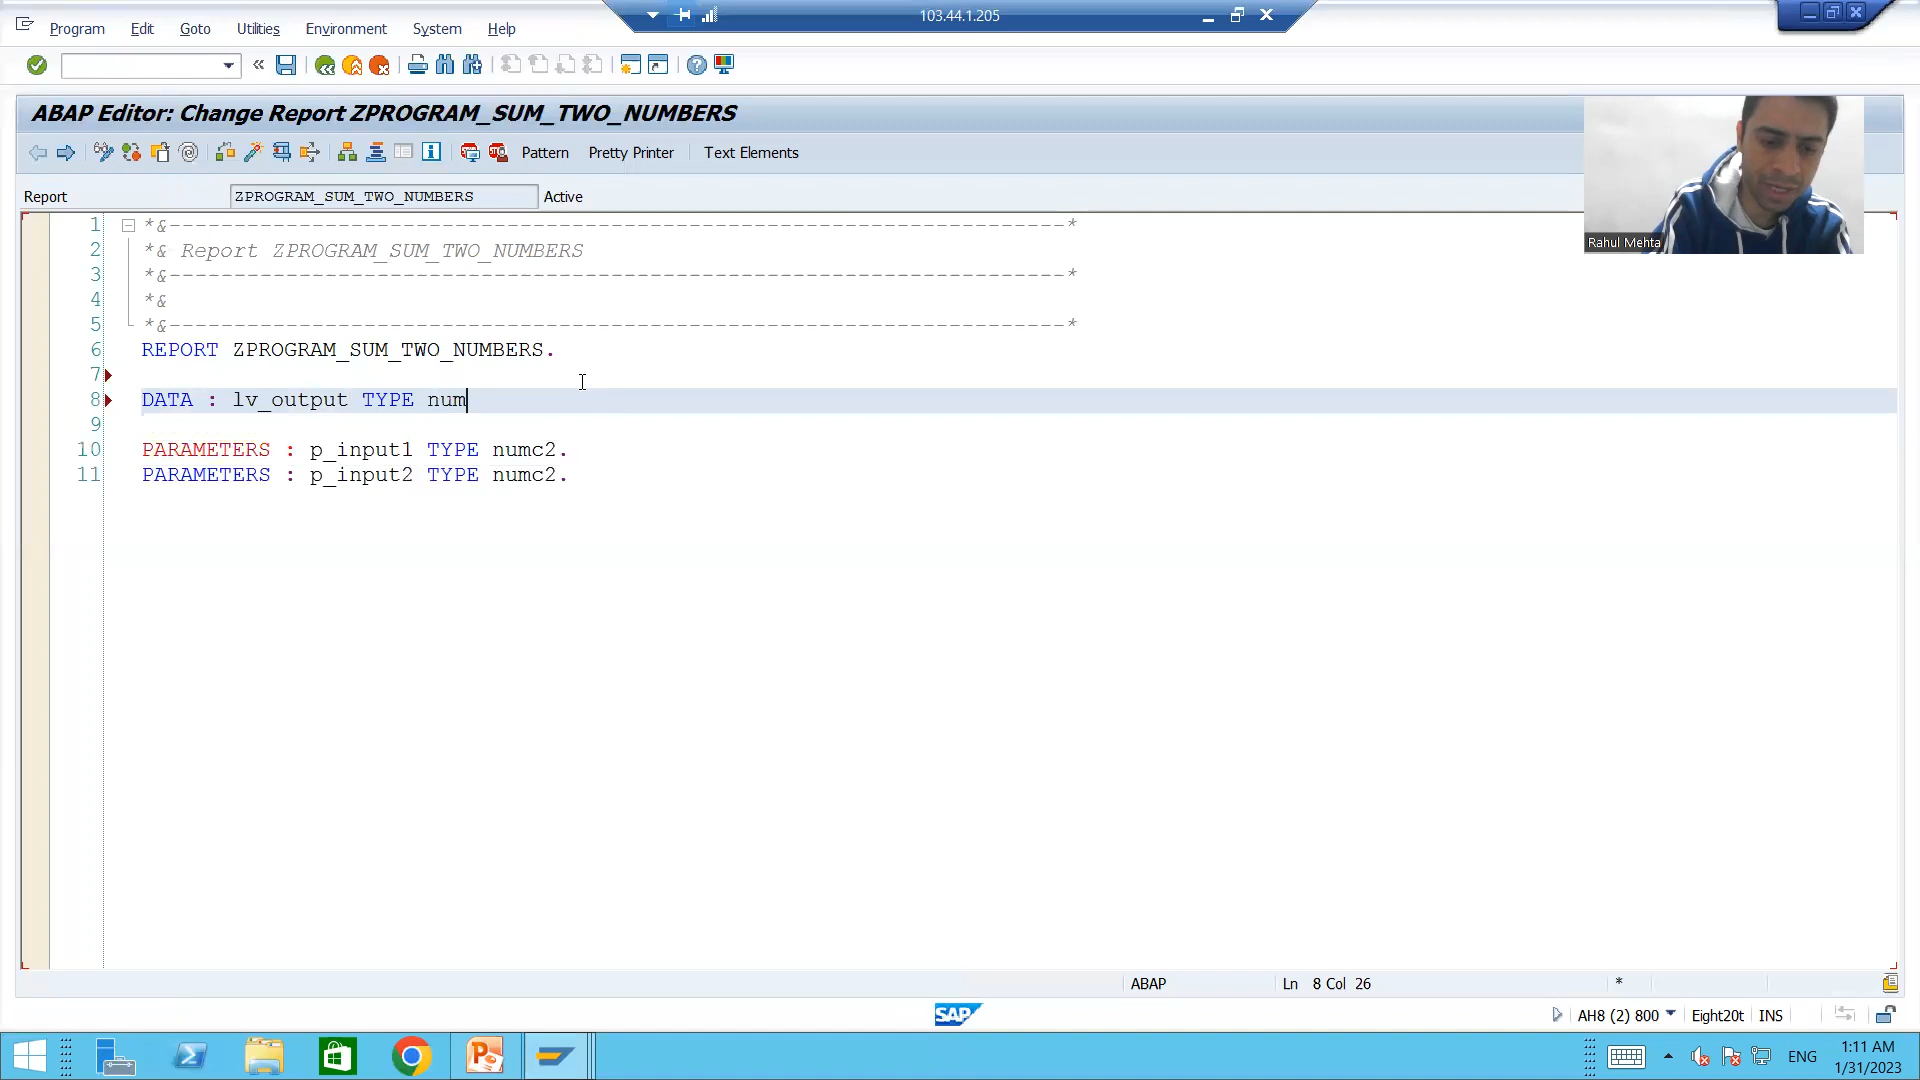 103.44.1.205
Program Edit Goto Utilities Environment System Help
ABAP Editor: Change Report ZPROGRAM_SUM_TWO_NUMBERS
Pattern Pretty Printer Text Elements
Report ZPROGRAM_SUM_TWO_NUMBERS Active
Rahul Mehta
1 *&---------------------------------------------------------------------*
2 *& Report ZPROGRAM_SUM_TWO_NUMBERS
3 *&---------------------------------------------------------------------*
4 *&
5 *&---------------------------------------------------------------------*
6 REPORT ZPROGRAM_SUM_TWO_NUMBERS.
7
8 DATA : lv_output TYPE num
9
10 PARAMETERS : p_input1 TYPE numc2.
11 PARAMETERS : p_input2 TYPE numc2.
ABAP Ln 8 Col 26 *
SAP
AH8 (2) 800 Eight20t INS
ENG 1:11 AM
1/31/2023